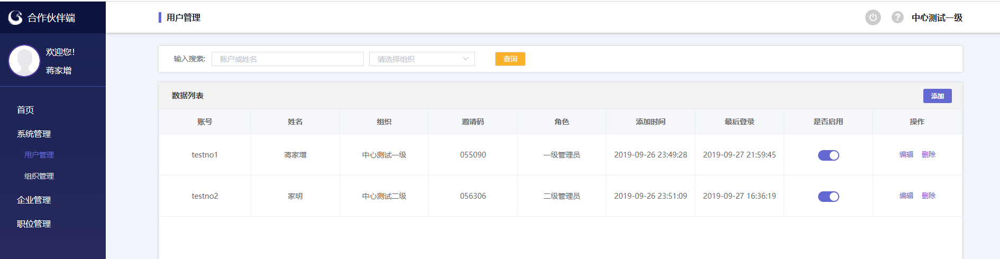 合作伙伴端
欢迎您!
蒋家增
首页
系统管理
用户管理
组织管理
企业管理
职位管理
用户管理
中心测试一级
输入搜索: 账户或姓名 请选择组织 查询
数据列表 添加
账号 姓名 组织 邀请码 角色 添加时间 最后登录 是否启用 操作
testno1 蒋家增 中心测试一级 055090 一级管理员 2019-09-26 23:49:28 2019-09-27 21:59:45 编辑 删除
testno2 家明 中心测试二级 056306 二级管理员 2019-09-26 23:51:09 2019-09-27 16:36:19 编辑 删除